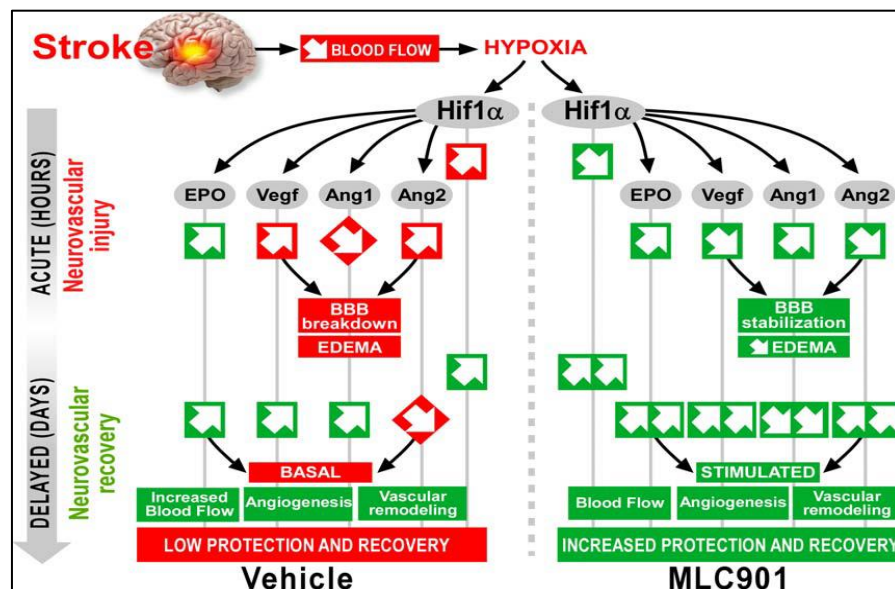 Stroke
BLOOD FLOW
HYPOXIA
Hif1α
Hif1α
ACUTE (HOURS)
Neurovascular
injury
EPO
Vegf
Ang1
Ang2
EPO
Vegf
Ang1
Ang2
BBB
breakdown
EDEMA
BBB
stabilization
EDEMA
DELAYED (DAYS)
Neurovascular
recovery
BASAL
STIMULATED
Increased
Blood Flow
Angiogenesis
Vascular
remodeling
Blood Flow
Angiogenesis
Vascular
remodeling
LOW PROTECTION AND RECOVERY
INCREASED PROTECTION AND RECOVERY
Vehicle
MLC901